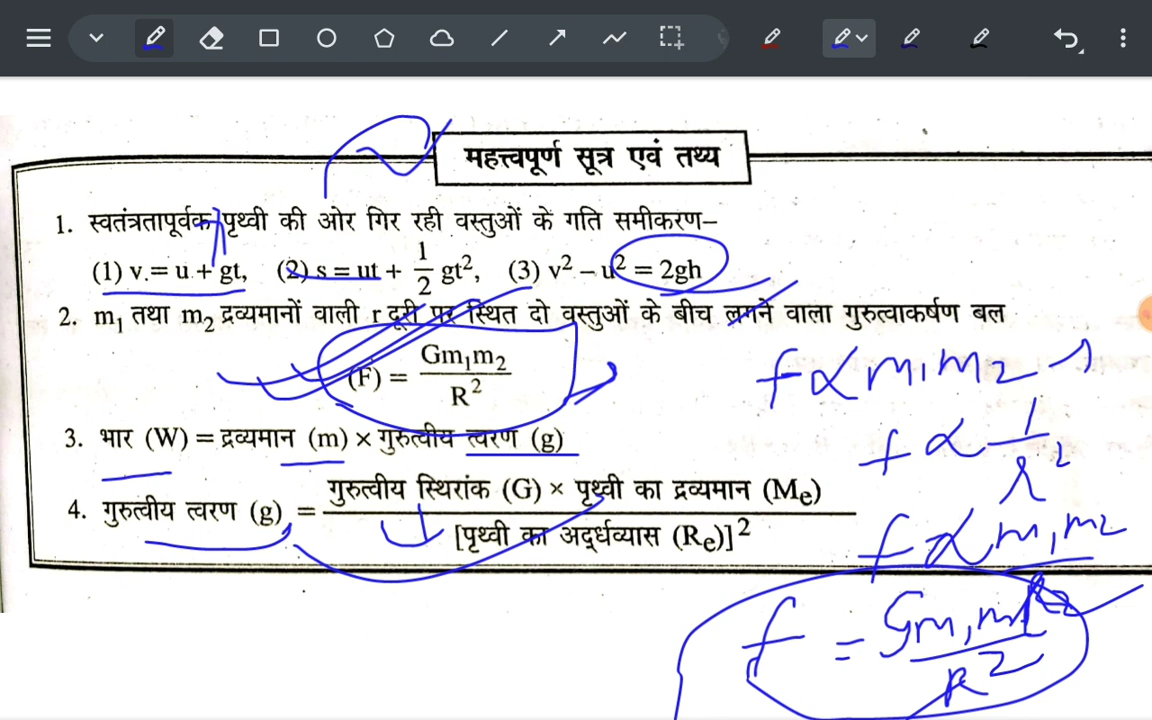 महत्त्वपूर्ण सूत्र एवं तथ्य
1. स्वतंत्रतापूर्वक पृथ्वी की ओर गिर रही वस्तुओं के गति समीकरण–
(1) v.= u + gt, (2) s = ut + 1/2 gt², (3) v² – u² = 2gh
2. m₁ तथा m₂ द्रव्यमानों वाली r दूरी पर स्थित दो वस्तुओं के बीच लगने वाला गुरुत्वाकर्षण बल
(F) = Gm₁m₂ / R²
f ∝ m₁m₂
3. भार (W) = द्रव्यमान (m) × गुरुत्वीय त्वरण (g)
f ∝ 1/r²
4. गुरुत्वीय त्वरण (g) = गुरुत्वीय स्थिरांक (G) × पृथ्वी का द्रव्यमान (Mₑ) / [पृथ्वी का अर्द्धव्यास (Rₑ)]²
f ∝ m₁m₂ / R²
f = Gm₁m₂ / R²